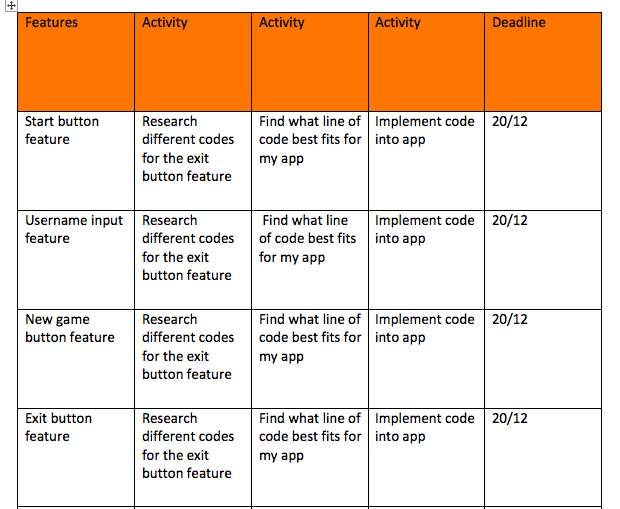 Features Activity Activity Activity Deadline
Start button feature
Research different codes for the exit button feature
Find what line of code best fits for my app
Implement code into app
20/12
Username input feature
Research different codes for the exit button feature
Find what line of code best fits for my app
Implement code into app
20/12
New game button feature
Research different codes for the exit button feature
Find what line of code best fits for my app
Implement code into app
20/12
Exit button feature
Research different codes for the exit button feature
Find what line of code best fits for my app
Implement code into app
20/12